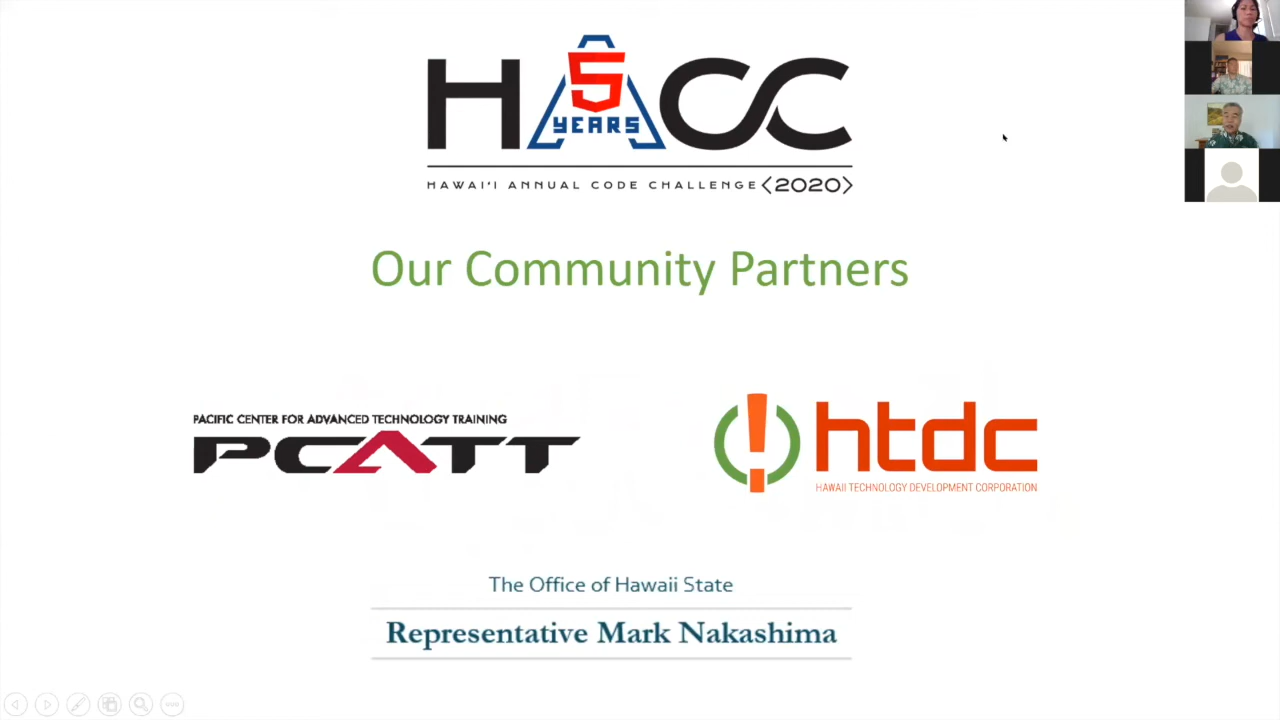 HACC
5
YEARS
HAWAI'I ANNUAL CODE CHALLENGE <2020>
Our Community Partners
PACIFIC CENTER FOR ADVANCED TECHNOLOGY TRAINING
PCATT
htdc
HAWAII TECHNOLOGY DEVELOPMENT CORPORATION
The Office of Hawaii State
Representative Mark Nakashima